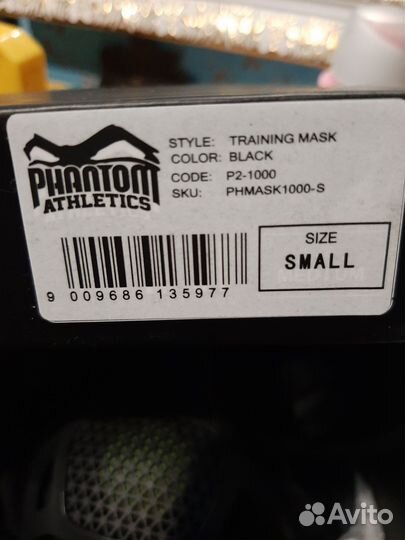 PHANTOM
ATHLETICS
STYLE: TRAINING MASK
COLOR: BLACK
CODE: P2-1000
SKU: PHMASK1000-S
SIZE
SMALL
9 009686 135977
Avito